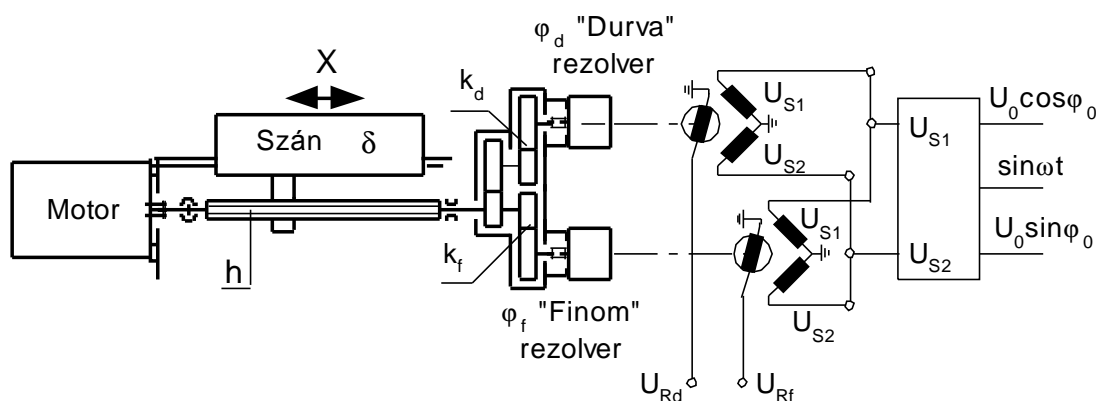 φd "Durva"
rezolver
X
kd
Szán δ
Motor
h
kf
φf "Finom"
rezolver
US1
US2
US1
US2
URd
URf
US1
US2
U0cosφ0
sinωt
U0sinφ0